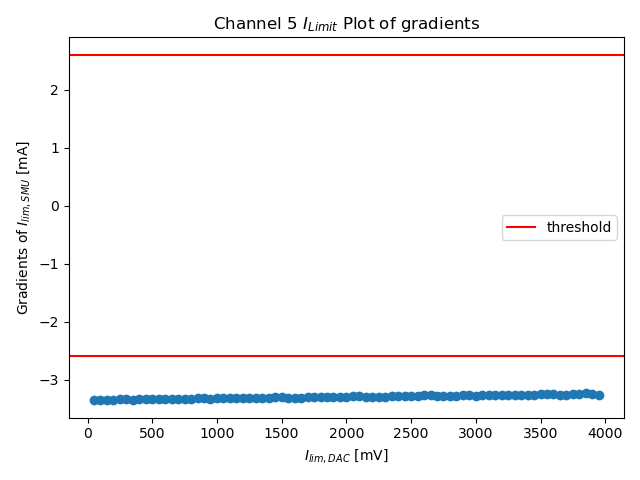 Channel 5 I_Limit Plot of gradients
Gradients of I_lim,SMU [mA]
2
1
0
−1
−2
−3
threshold
0 500 1000 1500 2000 2500 3000 3500 4000
I_lim,DAC [mV]